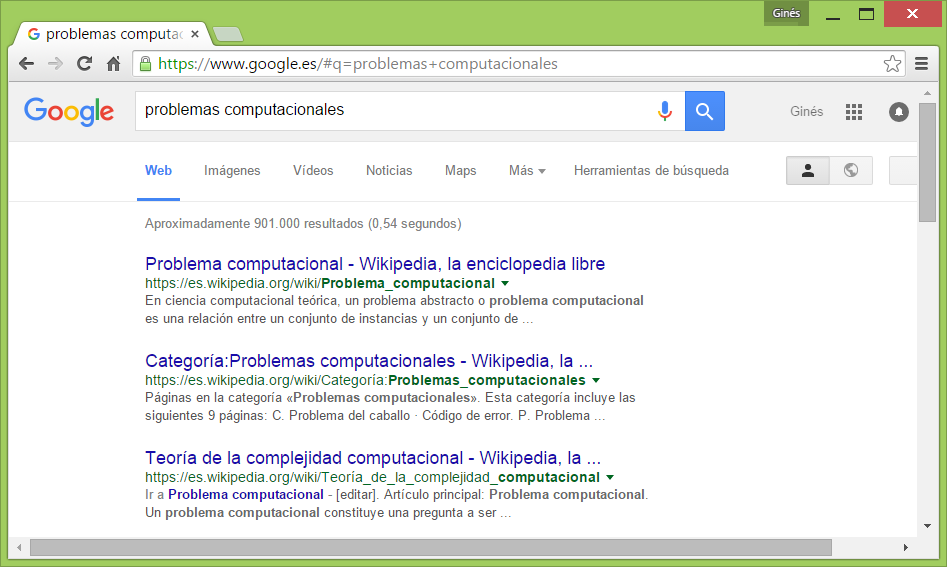 Ginés
problemas computac
https://www.google.es/#q=problemas+computacionales
Google
problemas computacionales
Ginés
Web Imágenes Vídeos Noticias Maps Más Herramientas de búsqueda
Aproximadamente 901.000 resultados (0,54 segundos)
Problema computacional - Wikipedia, la enciclopedia libre
https://es.wikipedia.org/wiki/Problema_computacional
En ciencia computacional teórica, un problema abstracto o problema computacional
es una relación entre un conjunto de instancias y un conjunto de ...
Categoría:Problemas computacionales - Wikipedia, la ...
https://es.wikipedia.org/wiki/Categoría:Problemas_computacionales
Páginas en la categoría «Problemas computacionales». Esta categoría incluye las
siguientes 9 páginas: C. Problema del caballo · Código de error. P. Problema ...
Teoría de la complejidad computacional - Wikipedia, la ...
https://es.wikipedia.org/wiki/Teoría_de_la_complejidad_computacional
Ir a Problema computacional - [editar]. Artículo principal: Problema computacional.
Un problema computacional constituye una pregunta a ser ...